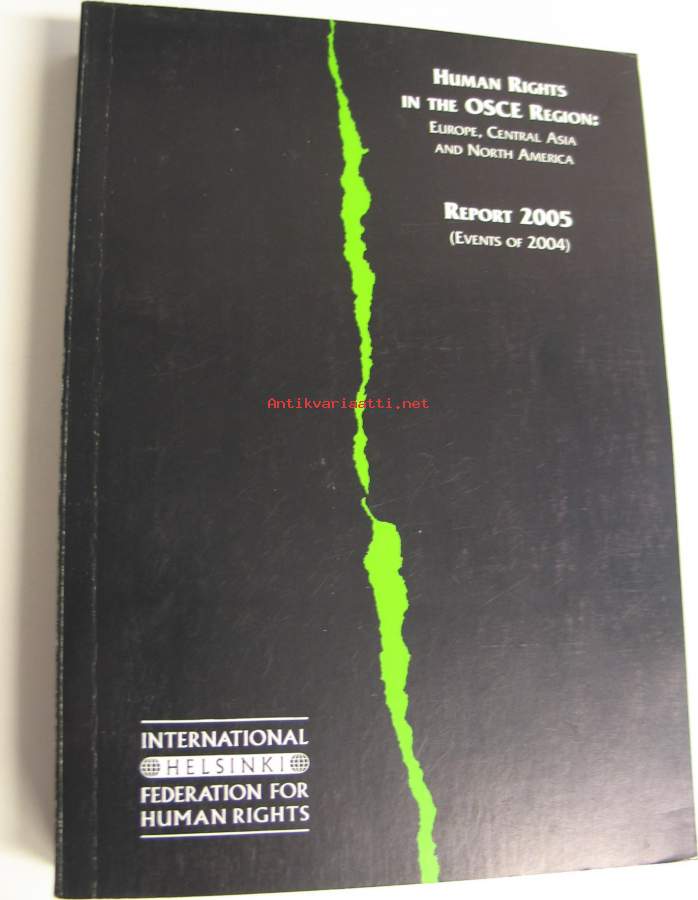 Human Rights
in the OSCE Region:
Europe, Central Asia
and North America
Report 2005
(Events of 2004)
Antikvariaatti.net
INTERNATIONAL
HELSINKI
FEDERATION FOR
HUMAN RIGHTS